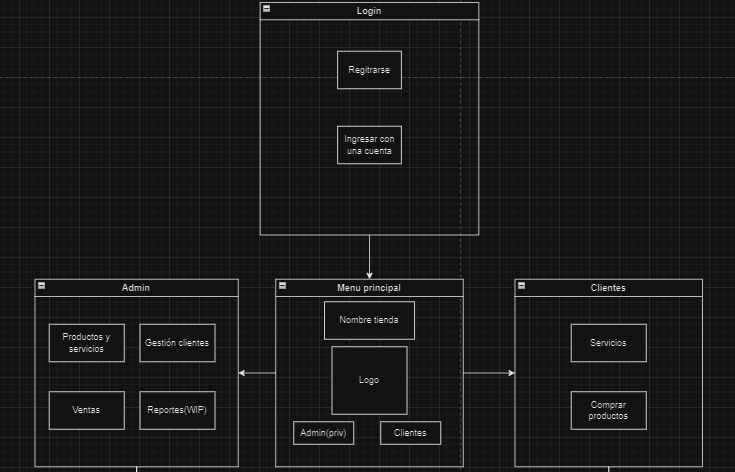 Login
Regitrarse
Ingresar con
una cuenta
Admin
Productos y
servicios
Gestión clientes
Ventas
Reportes(WIP)
Menu principal
Nombre tienda
Logo
Admin(priv)
Clientes
Clientes
Servicios
Comprar
productos